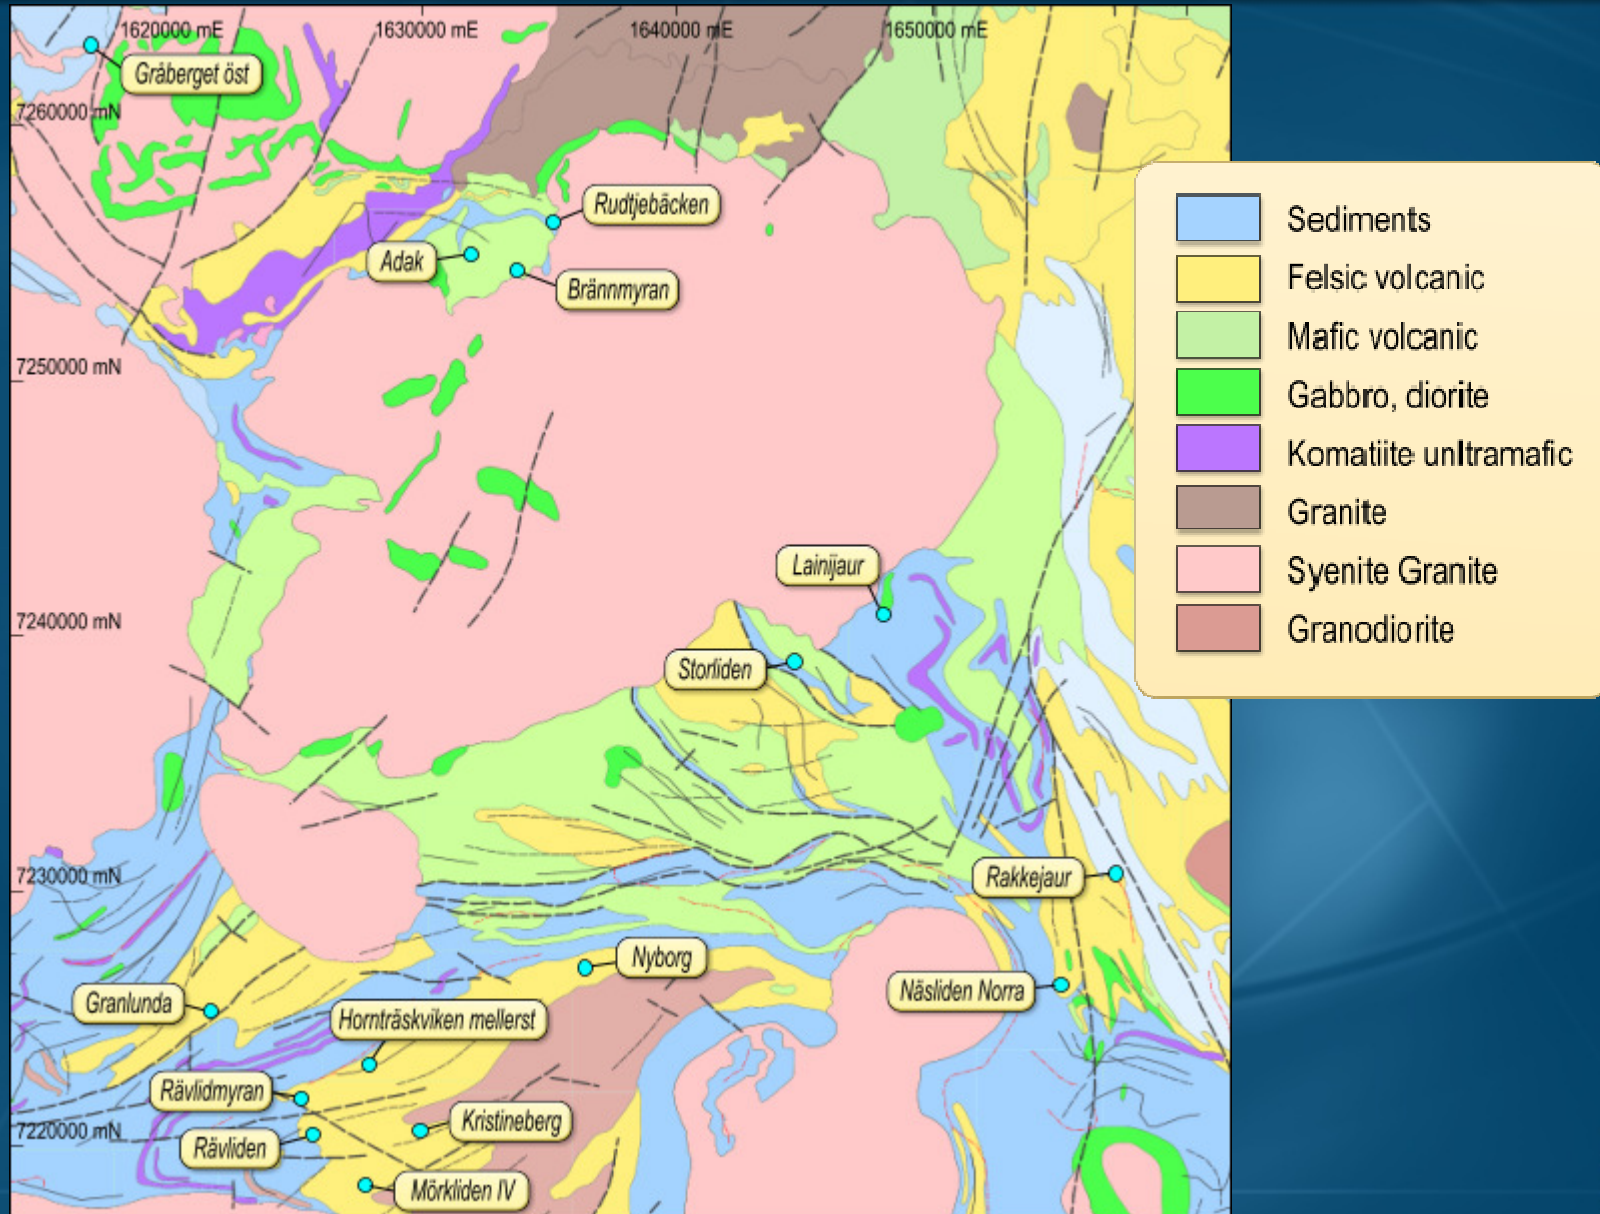 1620000 mE
1630000 mE
1640000 mE
1650000 mE
Gråberget öst
7260000 mN
Rudtjebäcken
Adak
Brännmyran
7250000 mN
Lainijaur
7240000 mN
Storliden
7230000 mN
Rakkejaur
Nyborg
Näsliden Norra
Granlunda
Hornträskviken mellerst
Rävlidmyran
Kristineberg
7220000 mN
Rävliden
Mörkliden IV
Sediments
Felsic volcanic
Mafic volcanic
Gabbro, diorite
Komatiite unltramafic
Granite
Syenite Granite
Granodiorite